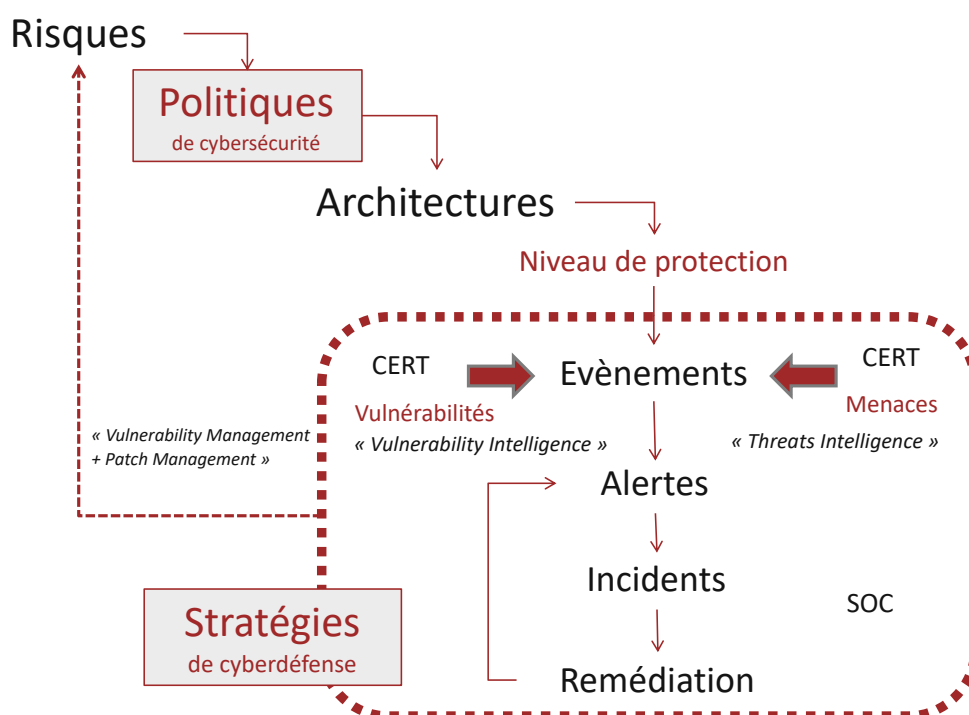 Risques
Politiques
de cybersécurité
Architectures
Niveau de protection
CERT
Evènements
CERT
Vulnérabilités
Menaces
« Vulnerability Management
+ Patch Management »
« Vulnerability Intelligence »
« Threats Intelligence »
Alertes
Incidents
SOC
Stratégies
de cyberdéfense
Remédiation